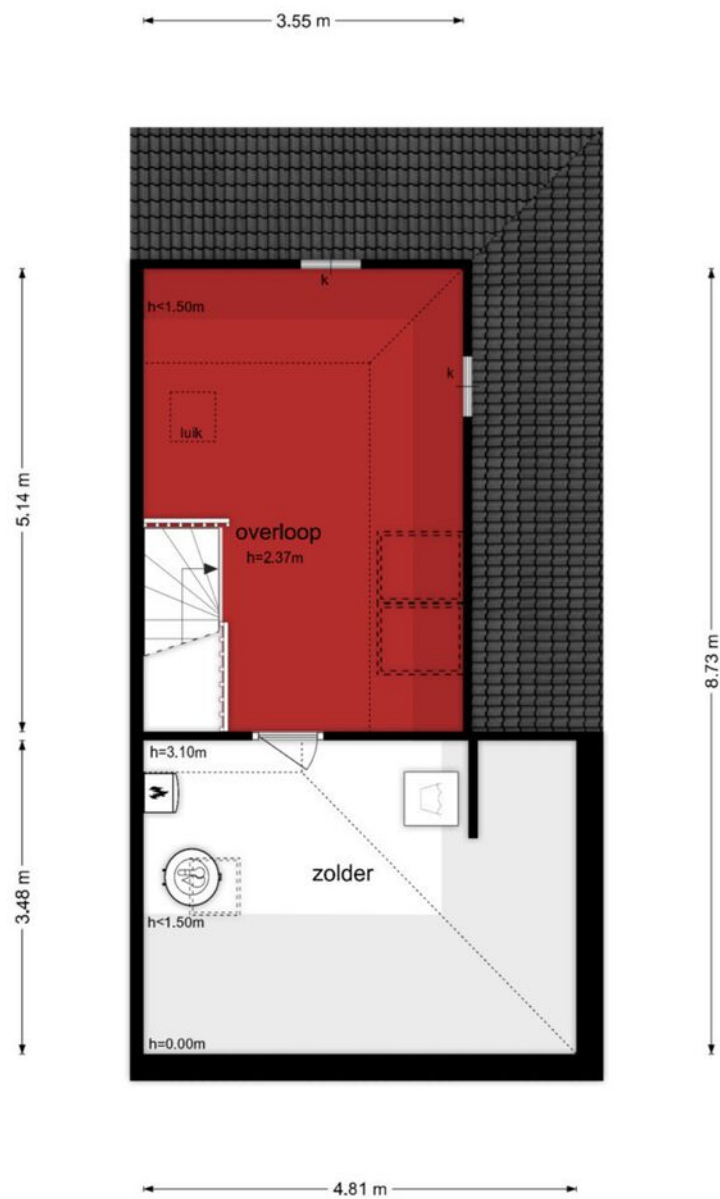 3.55 m
k
h<1.50m
k
luik
overloop
h=2.37m
5.14 m
8.73 m
h=3.10m
zolder
3.48 m
h<1.50m
h=0.00m
4.81 m